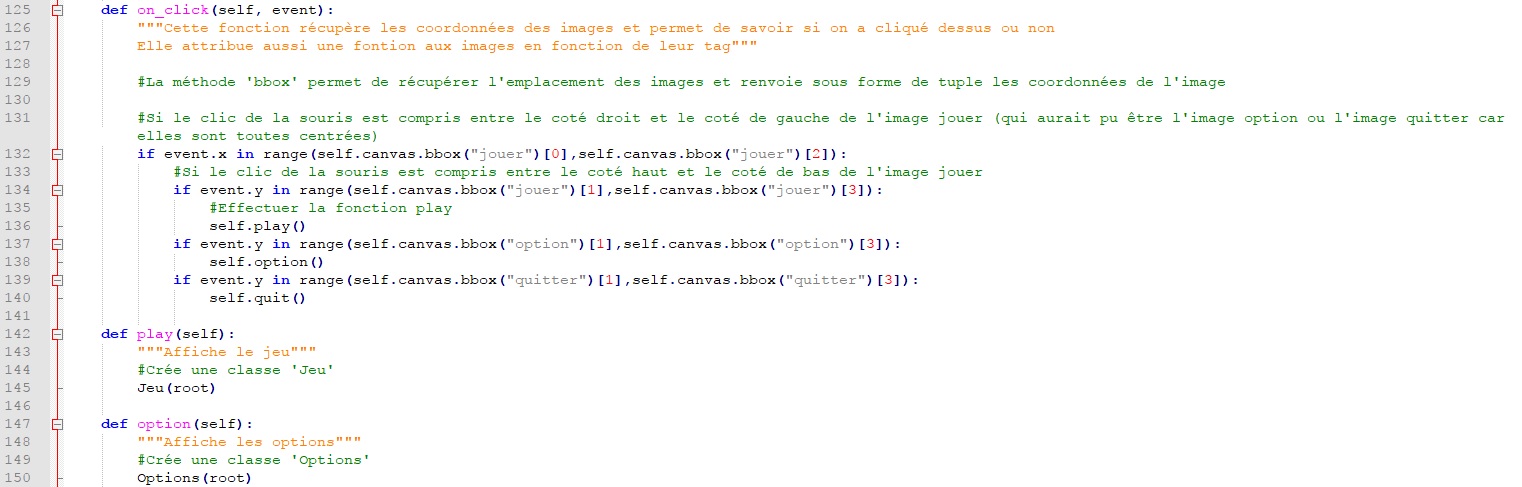 125 def on_click(self, event):
126 """Cette fonction récupère les coordonnées des images et permet de savoir si on a cliqué dessus ou non
127 Elle attribue aussi une fontion aux images en fonction de leur tag"""
128
129 #La méthode 'bbox' permet de récupérer l'emplacement des images et renvoie sous forme de tuple les coordonnées de l'image
130
131 #Si le clic de la souris est compris entre le coté droit et le coté de gauche de l'image jouer (qui aurait pu être l'image option ou l'image quitter car
elles sont toutes centrées)
132 if event.x in range(self.canvas.bbox("jouer")[0],self.canvas.bbox("jouer")[2]):
133 #Si le clic de la souris est compris entre le coté haut et le coté de bas de l'image jouer
134 if event.y in range(self.canvas.bbox("jouer")[1],self.canvas.bbox("jouer")[3]):
135 #Effectuer la fonction play
136 self.play()
137 if event.y in range(self.canvas.bbox("option")[1],self.canvas.bbox("option")[3]):
138 self.option()
139 if event.y in range(self.canvas.bbox("quitter")[1],self.canvas.bbox("quitter")[3]):
140 self.quit()
141
142 def play(self):
143 """Affiche le jeu"""
144 #Crée une classe 'Jeu'
145 Jeu(root)
146
147 def option(self):
148 """Affiche les options"""
149 #Crée une classe 'Options'
150 Options(root)